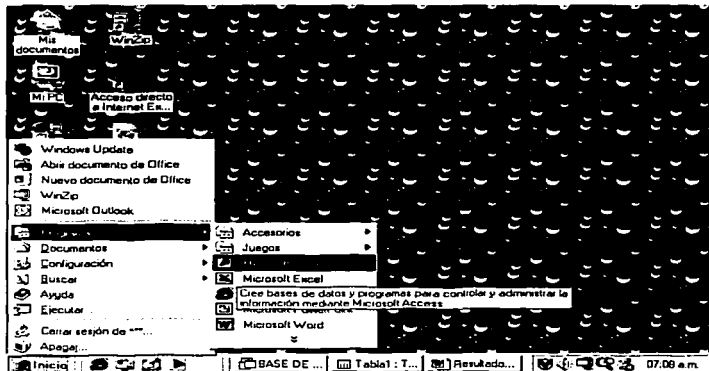 Mis
documentos
WinZip
Mi PC
Acceso directo
a Internet Ex...
Windows Update
Abrir documento de Office
Nuevo documento de Office
WinZip
Microsoft Outlook
Documentos
Configuración
Buscar
Ayuda
Ejecutar...
Cerrar sesión de ""...
Apagar...
Accesorios
Juegos
Microsoft Excel
Cree bases de datos y programas para controlar y administrar la
información mediante Microsoft Access
Microsoft Word
Inicio
BASE DE ...
Tabla1 : T...
Resultado...
07:08 a.m.